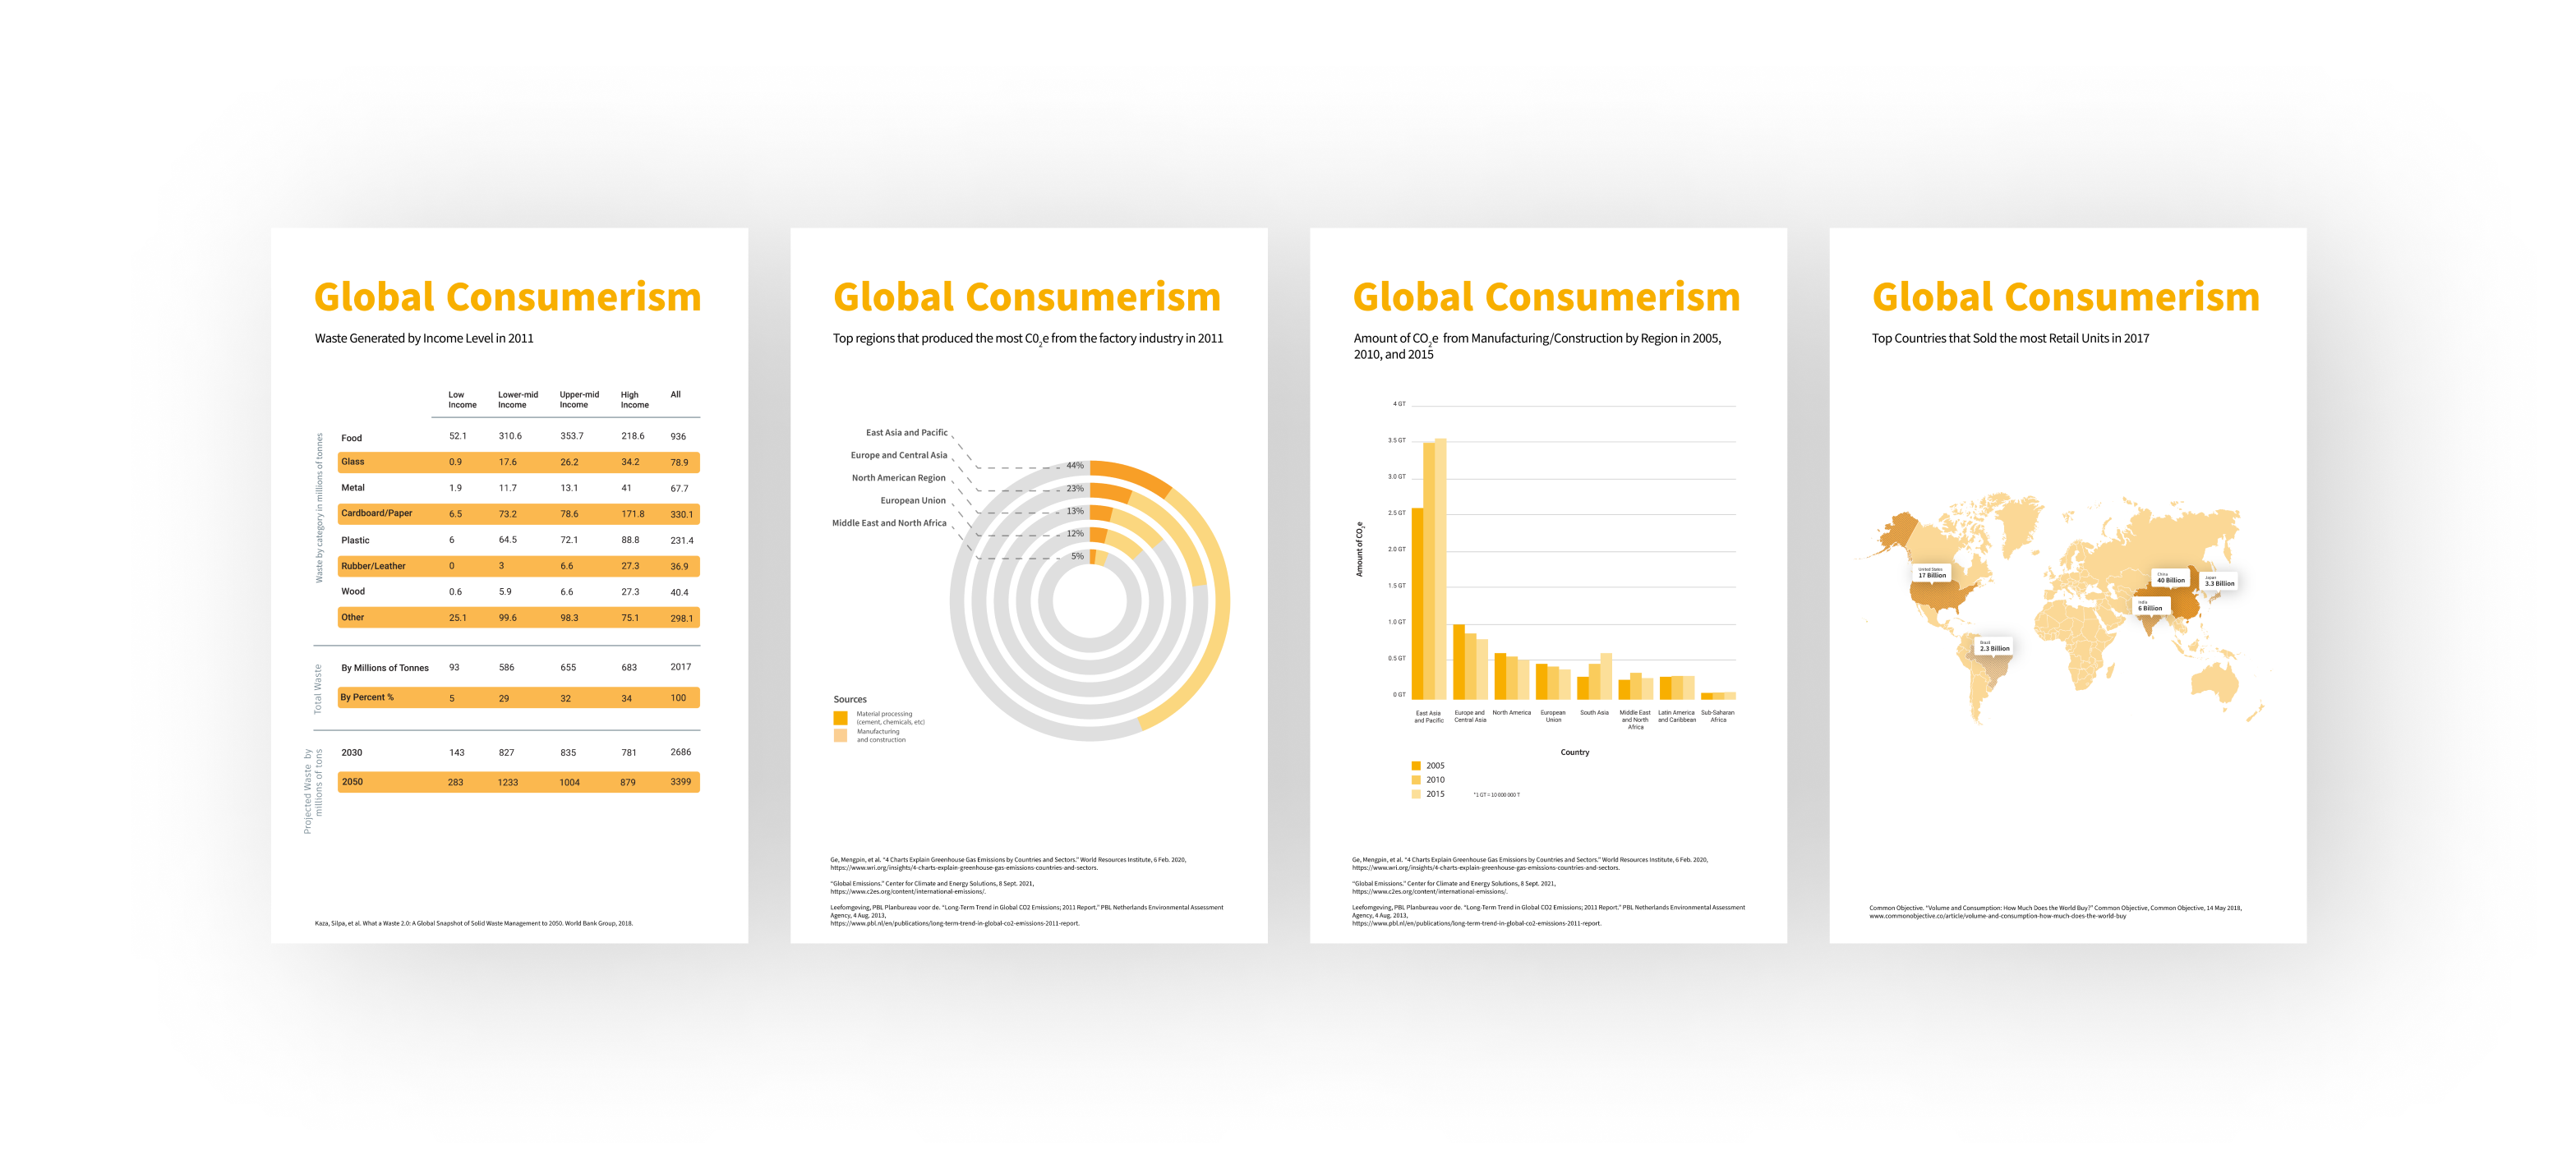 Global Consumerism
Waste Generated by Income Level in 2011
Low Income Lower-mid Income Upper-mid Income High Income All
Waste by category in millions of tonnes
Food 52.1 310.6 353.7 218.6 936
Glass 0.9 17.6 26.2 34.2 78.9
Metal 1.9 11.7 13.1 41 67.7
Cardboard/Paper 6.5 73.2 78.6 171.8 330.1
Plastic 6 64.5 72.1 88.8 231.4
Rubber/Leather 0 3 6.6 27.3 36.9
Wood 0.6 5.9 6.6 27.3 40.4
Other 25.1 99.6 98.3 75.1 298.1
Total Waste
By Millions of Tonnes 93 586 655 683 2017
By Percent % 5 29 32 34 100
Projected Waste by
millions of tons
2030 143 827 835 781 2686
2050 283 1233 1004 879 3399
Kaza, Silpa, et al. What a Waste 2.0: A Global Snapshot of Solid Waste Management to 2050. World Bank Group, 2018.
Global Consumerism
Top regions that produced the most C0₂e from the factory industry in 2011
East Asia and Pacific 44%
Europe and Central Asia 23%
North American Region 13%
European Union 12%
Middle East and North Africa 5%
Sources
Material processing
(cement, chemicals, etc)
Manufacturing
and construction
Ge, Mengpin, et al. “4 Charts Explain Greenhouse Gas Emissions by Countries and Sectors.” World Resources Institute, 6 Feb. 2020,
https://www.wri.org/insights/4-charts-explain-greenhouse-gas-emissions-countries-and-sectors.
“Global Emissions.” Center for Climate and Energy Solutions, 8 Sept. 2021,
https://www.c2es.org/content/international-emissions/.
Leefomgeving, PBL Planbureau voor de. “Long-Term Trend in Global CO2 Emissions; 2011 Report.” PBL Netherlands Environmental Assessment
Agency, 4 Aug. 2013,
https://www.pbl.nl/en/publications/long-term-trend-in-global-co2-emissions-2011-report.
Global Consumerism
Amount of CO₂e from Manufacturing/Construction by Region in 2005,
2010, and 2015
Amount of CO₂e
4 GT
3.5 GT
3.0 GT
2.5 GT
2.0 GT
1.5 GT
1.0 GT
0.5 GT
0 GT
East Asia and Pacific
Europe and Central Asia
North America
European Union
South Asia
Middle East and North Africa
Latin America and Caribbean
Sub-Saharan Africa
Country
2005
2010
2015
*1 GT = 10 000 000 T
Ge, Mengpin, et al. “4 Charts Explain Greenhouse Gas Emissions by Countries and Sectors.” World Resources Institute, 6 Feb. 2020,
https://www.wri.org/insights/4-charts-explain-greenhouse-gas-emissions-countries-and-sectors.
“Global Emissions.” Center for Climate and Energy Solutions, 8 Sept. 2021,
https://www.c2es.org/content/international-emissions/.
Leefomgeving, PBL Planbureau voor de. “Long-Term Trend in Global CO2 Emissions; 2011 Report.” PBL Netherlands Environmental Assessment
Agency, 4 Aug. 2013,
https://www.pbl.nl/en/publications/long-term-trend-in-global-co2-emissions-2011-report.
Global Consumerism
Top Countries that Sold the most Retail Units in 2017
United States
17 Billion
China
40 Billion
Japan
3.3 Billion
India
6 Billion
Brazil
2.3 Billion
Common Objective. “Volume and Consumption: How Much Does the World Buy?” Common Objective, Common Objective, 14 May 2018,
www.commonobjective.co/article/volume-and-consumption-how-much-does-the-world-buy